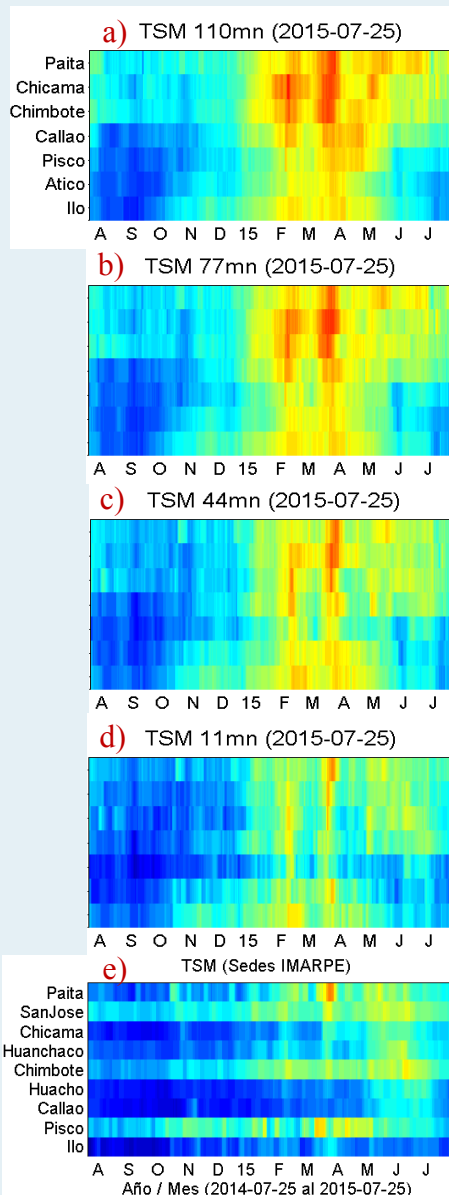 a) TSM 110mn (2015-07-25)
Paita
Chicama
Chimbote
Callao
Pisco
Atico
Ilo
A S O N D 15 F M A M J J
b) TSM 77mn (2015-07-25)
A S O N D 15 F M A M J J
c) TSM 44mn (2015-07-25)
A S O N D 15 F M A M J J
d) TSM 11mn (2015-07-25)
A S O N D 15 F M A M J J
e) TSM (Sedes IMARPE)
Paita
SanJose
Chicama
Huanchaco
Chimbote
Huacho
Callao
Pisco
Ilo
A S O N D 15 F M A M J J
Año / Mes (2014-07-25 al 2015-07-25)